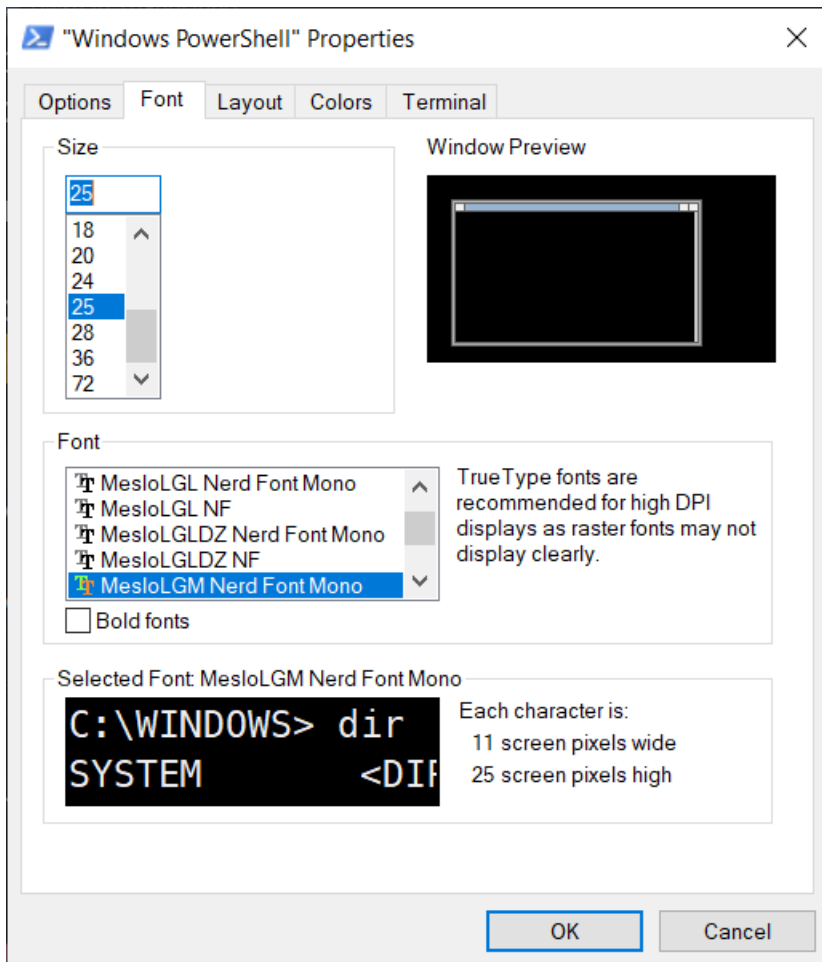 "Windows PowerShell" Properties
Options Font Layout Colors Terminal
Size
25
18
20
24
25
28
36
72
Window Preview
Font
MesloLGL Nerd Font Mono
MesloLGL NF
MesloLGLDZ Nerd Font Mono
MesloLGLDZ NF
MesloLGM Nerd Font Mono
TrueType fonts are
recommended for high DPI
displays as raster fonts may not
display clearly.
Bold fonts
Selected Font: MesloLGM Nerd Font Mono
C:\WINDOWS> dir
SYSTEM <DIR
Each character is:
11 screen pixels wide
25 screen pixels high
OK Cancel